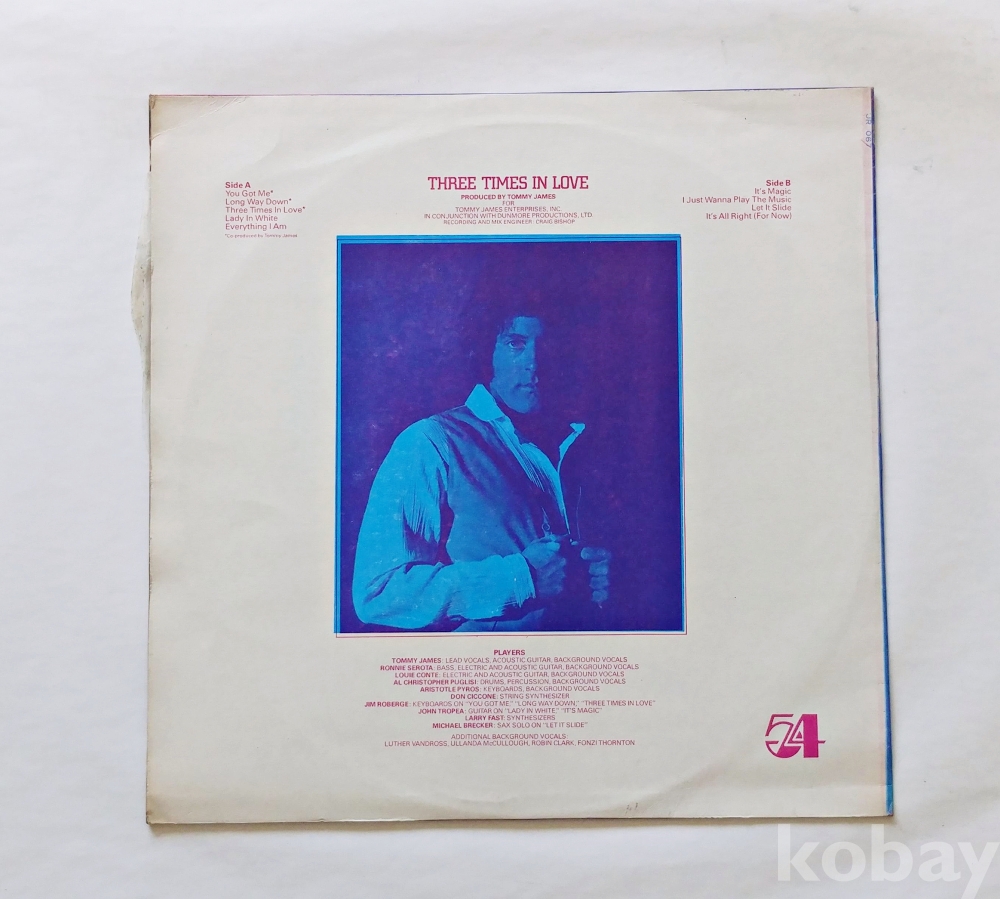 JR 087
Side A
You Got Me*
Long Way Down*
Three Times In Love*
Lady In White
Everything I Am
*Co-produced by Tommy James
THREE TIMES IN LOVE
PRODUCED BY TOMMY JAMES
FOR
TOMMY JAMES ENTERPRISES, INC.
IN CONJUNCTION WITH DUNMORE PRODUCTIONS, LTD.
RECORDING AND MIX ENGINEER: CRAIG BISHOP
Side B
It's Magic
I Just Wanna Play The Music
Let It Slide
It's All Right (For Now)
PLAYERS
TOMMY JAMES: LEAD VOCALS, ACOUSTIC GUITAR, BACKGROUND VOCALS
RONNIE SEROTA: BASS, ELECTRIC AND ACOUSTIC GUITAR, BACKGROUND VOCALS
LOUIE CONTE: ELECTRIC AND ACOUSTIC GUITAR, BACKGROUND VOCALS
AL CHRISTOPHER PUGLISI: DRUMS, PERCUSSION, BACKGROUND VOCALS
ARISTOTLE PYROS: KEYBOARDS, BACKGROUND VOCALS
DON CICCONE: STRING SYNTHESIZER
JIM ROBERGE: KEYBOARDS ON "YOU GOT ME," "LONG WAY DOWN," "THREE TIMES IN LOVE"
JOHN TROPEA: GUITAR ON "LADY IN WHITE," "IT'S MAGIC"
LARRY FAST: SYNTHESIZERS
MICHAEL BRECKER: SAX SOLO ON "LET IT SLIDE"
ADDITIONAL BACKGROUND VOCALS:
LUTHER VANDROSS, ULLANDA McCULLOUGH, ROBIN CLARK, FONZI THORNTON
54
kobay